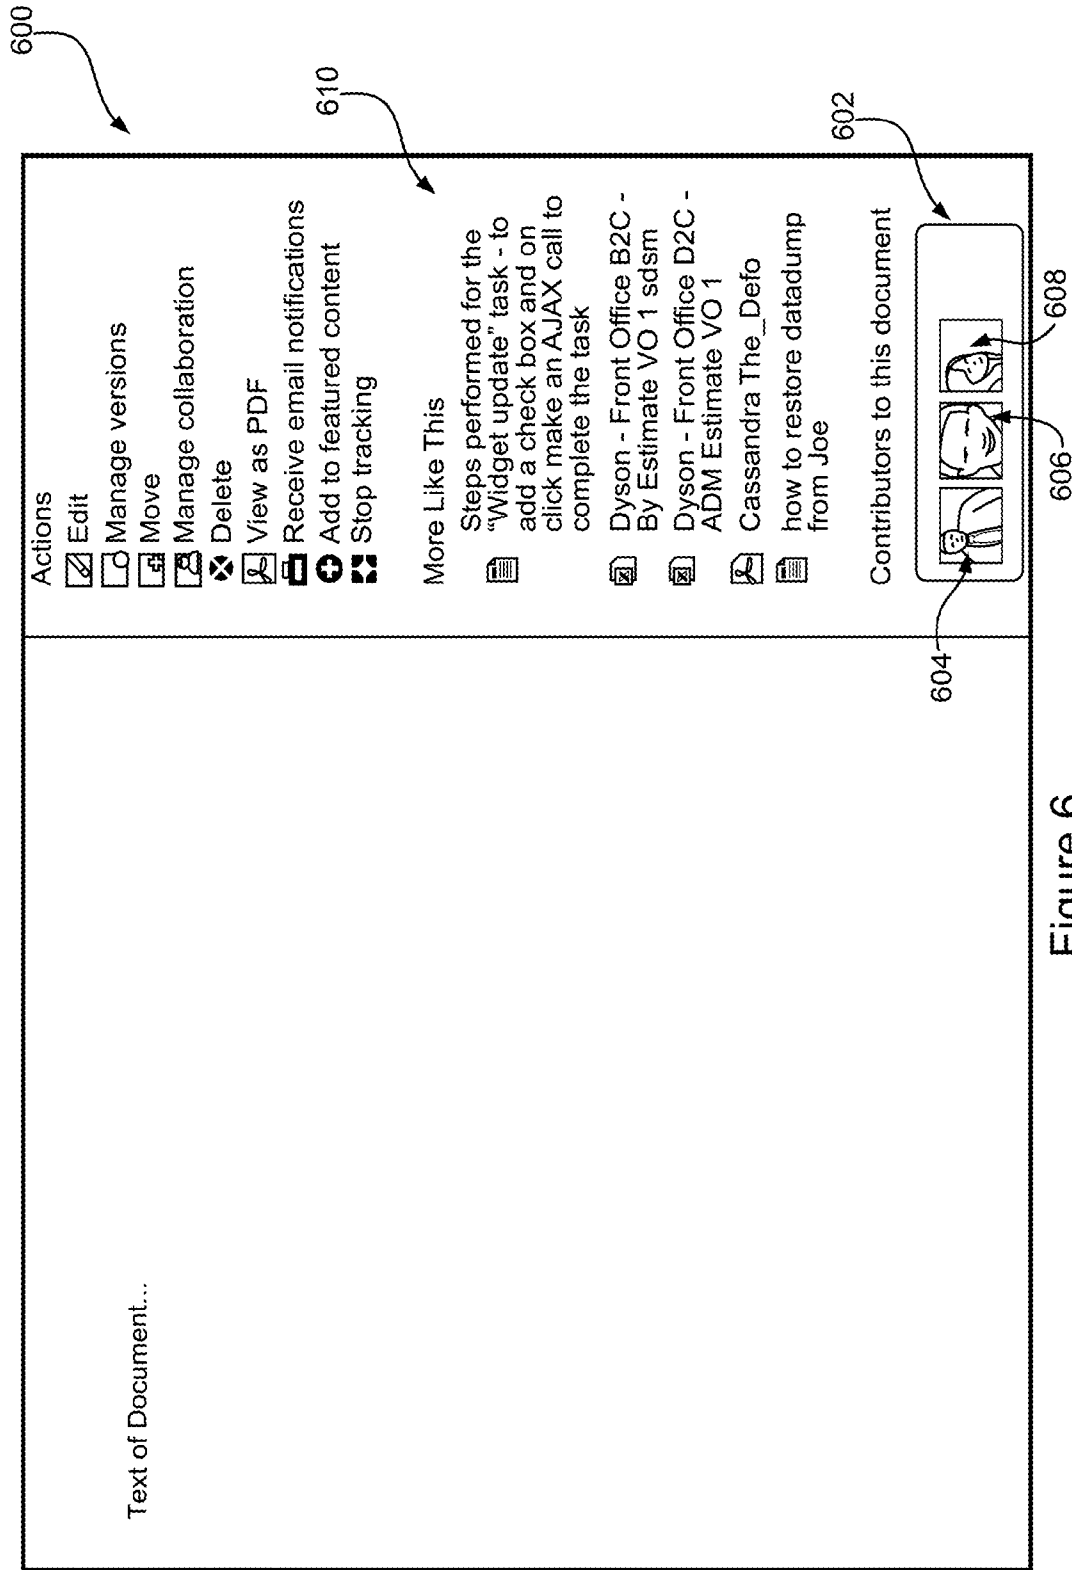 600
Text of Document...
Actions
Edit
Manage versions
Move
Manage collaboration
Delete
View as PDF
Receive email notifications
Add to featured content
Stop tracking
610
More Like This
Steps performed for the
"Widget update" task - to
add a check box and on
click make an AJAX call to
complete the task
Dyson - Front Office B2C -
By Estimate VO 1 sdsm
Dyson - Front Office D2C -
ADM Estimate VO 1
Cassandra The_Defo
how to restore datadump
from Joe
Contributors to this document
602
604
606
608
Figure 6